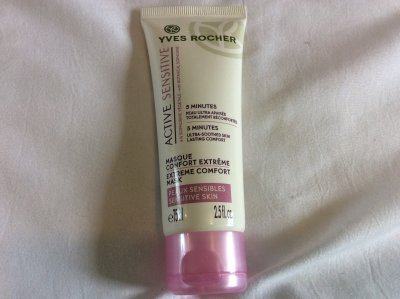 YVES ROCHER
ACTIVE SENSITIVE
5 MINUTES
PEAU ULTRA-APAISÉE
TOTALEMENT RÉCONFORTÉE
5 MINUTES
ULTRA-SOOTHED SKIN
LASTING COMFORT
MASQUE
CONFORT EXTRÊME
EXTREME COMFORT
MASK
PEAUX SENSIBLES
SENSITIVE SKIN
2.5 fl.oz.